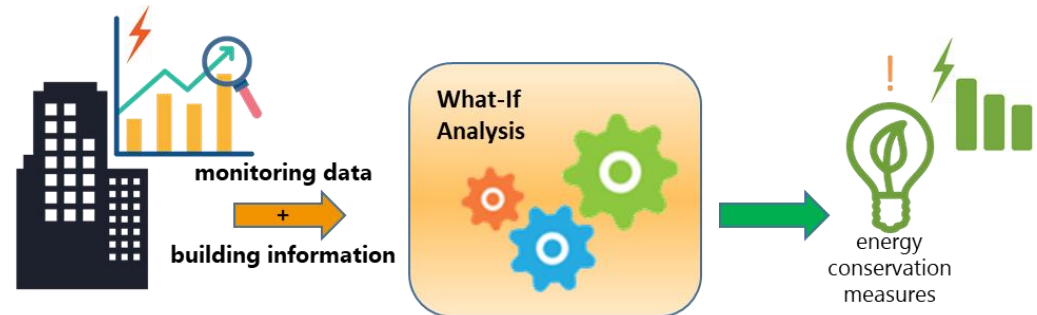 monitoring data
+
building information
What-If
Analysis
!
energy
conservation
measures